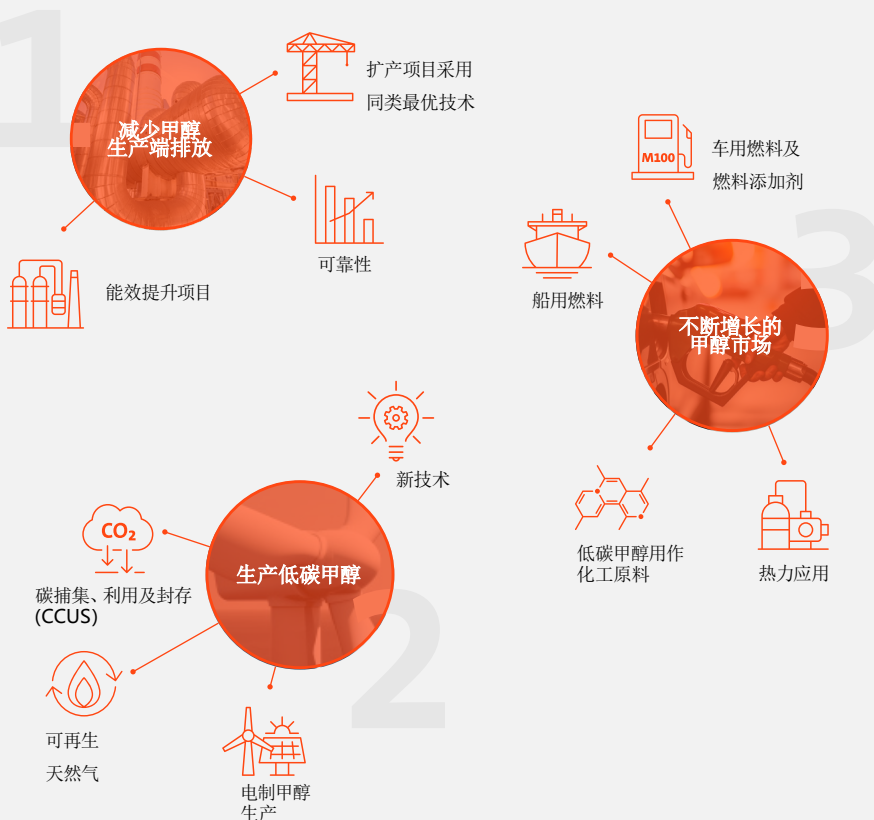 1
减少甲醇
生产端排放
扩产项目采用
同类最优技术
可靠性
能效提升项目
2
生产低碳甲醇
新技术
CO₂
碳捕集、利用及封存
(CCUS)
可再生
天然气
电制甲醇
生产
3
不断增长的
甲醇市场
M100
车用燃料及
燃料添加剂
船用燃料
低碳甲醇用作
化工原料
热力应用